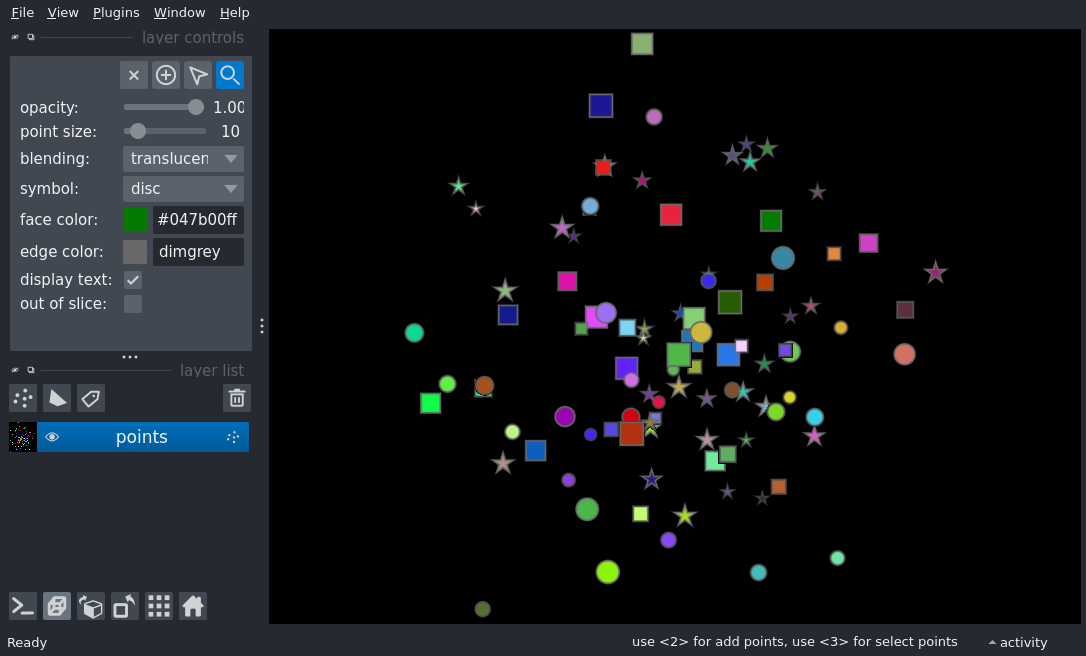 File View Plugins Window Help
layer controls
opacity: 1.00
point size: 10
blending: translucen
symbol: disc
face color: #047b00ff
edge color: dimgrey
display text:
out of slice:
layer list
points
Ready
use <2> for add points, use <3> for select points
activity